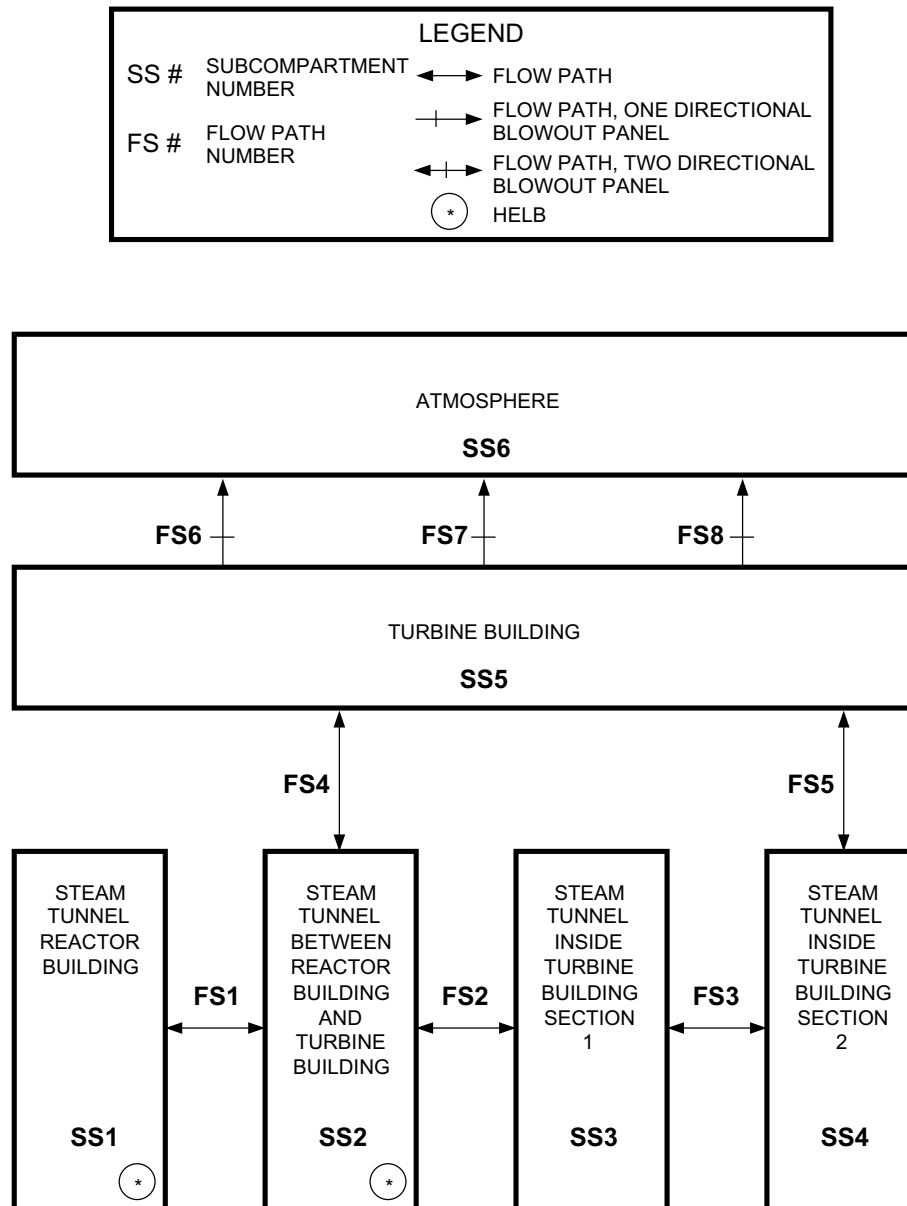 LEGEND
SS # SUBCOMPARTMENT
NUMBER
FLOW PATH
FS # FLOW PATH
NUMBER
FLOW PATH, ONE DIRECTIONAL
BLOWOUT PANEL
FLOW PATH, TWO DIRECTIONAL
BLOWOUT PANEL
* HELB
ATMOSPHERE
SS6
FS6 FS7 FS8
TURBINE BUILDING
SS5
FS4 FS5
STEAM
TUNNEL
REACTOR
BUILDING
SS1
*
FS1
STEAM
TUNNEL
BETWEEN
REACTOR
BUILDING
AND
TURBINE
BUILDING
SS2
*
FS2
STEAM
TUNNEL
INSIDE
TURBINE
BUILDING
SECTION
1
SS3
FS3
STEAM
TUNNEL
INSIDE
TURBINE
BUILDING
SECTION
2
SS4